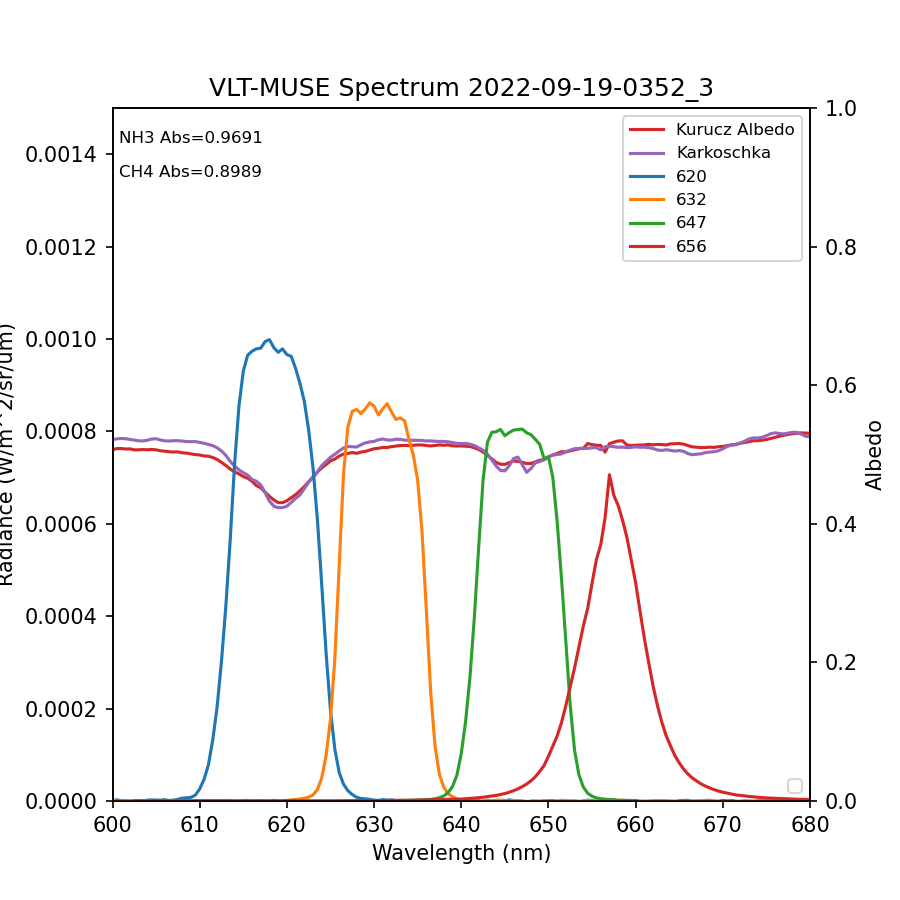 VLT-MUSE Spectrum 2022-09-19-0352_3
NH3 Abs=0.9691
CH4 Abs=0.8989
Kurucz Albedo
Karkoschka
620
632
647
656
0.0014
0.0012
0.0010
0.0008
0.0006
0.0004
0.0002
0.0000
Radiance (W/m^2/sr/um)
1.0
0.8
0.6
0.4
0.2
0.0
Albedo
600 610 620 630 640 650 660 670 680
Wavelength (nm)